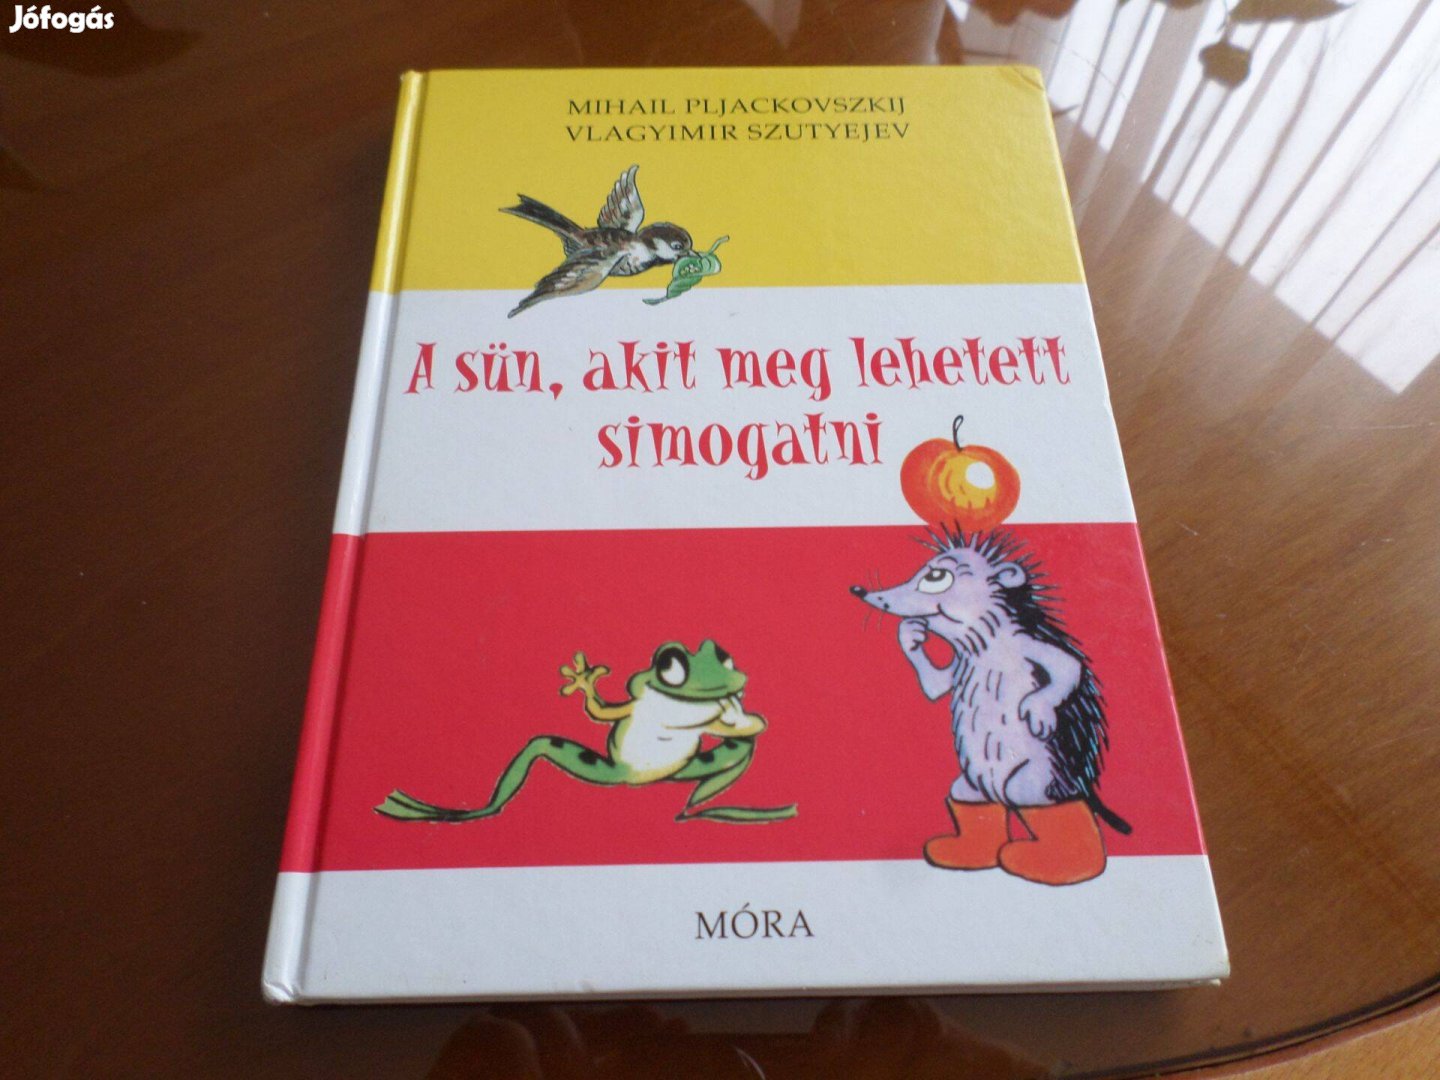 Jófogás
MIHAIL PLJACKOVSZKIJ
VLAGYIMIR SZUTYEJEV
A sün, akit meg lehetett
simogatni
MÓRA